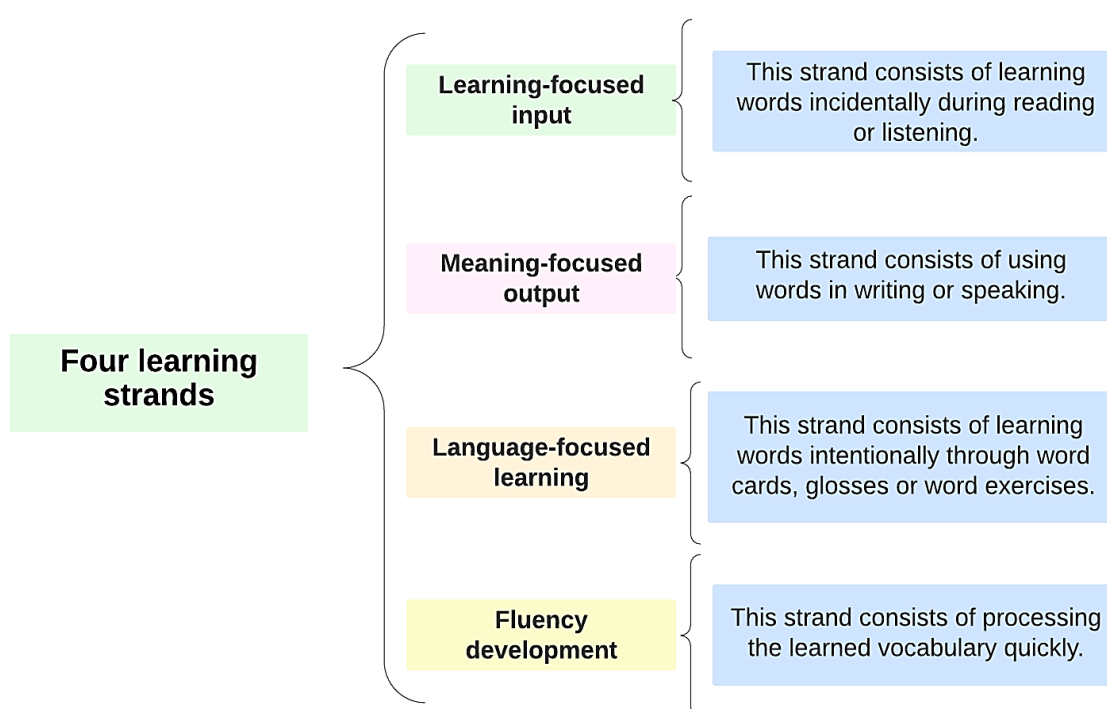 Four learning
strands
Learning-focused
input
This strand consists of learning
words incidentally during reading
or listening.
Meaning-focused
output
This strand consists of using
words in writing or speaking.
Language-focused
learning
This strand consists of learning
words intentionally through word
cards, glosses or word exercises.
Fluency
development
This strand consists of processing
the learned vocabulary quickly.